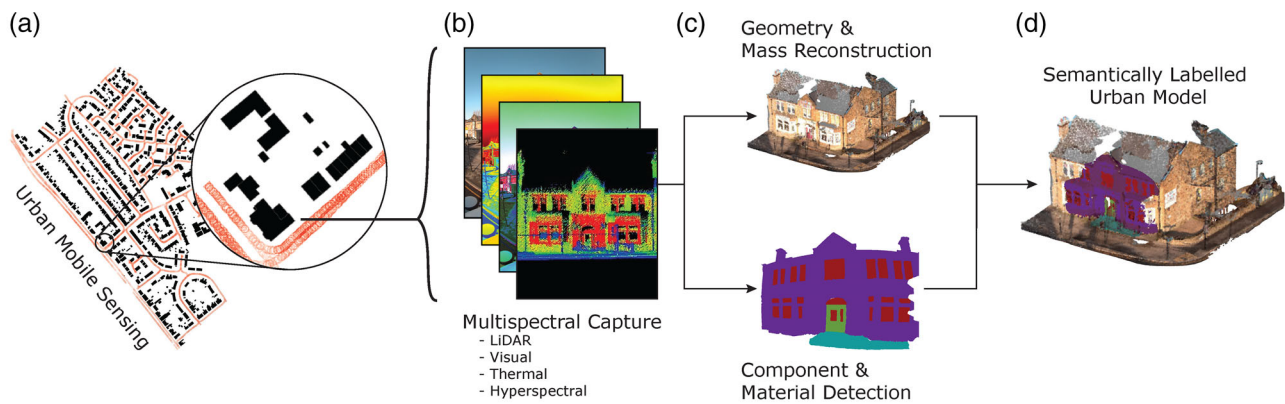 (a)
Urban Mobile Sensing
(b)
Multispectral Capture
- LiDAR
- Visual
- Thermal
- Hyperspectral
(c)
Geometry &
Mass Reconstruction
Component &
Material Detection
(d)
Semantically Labelled
Urban Model